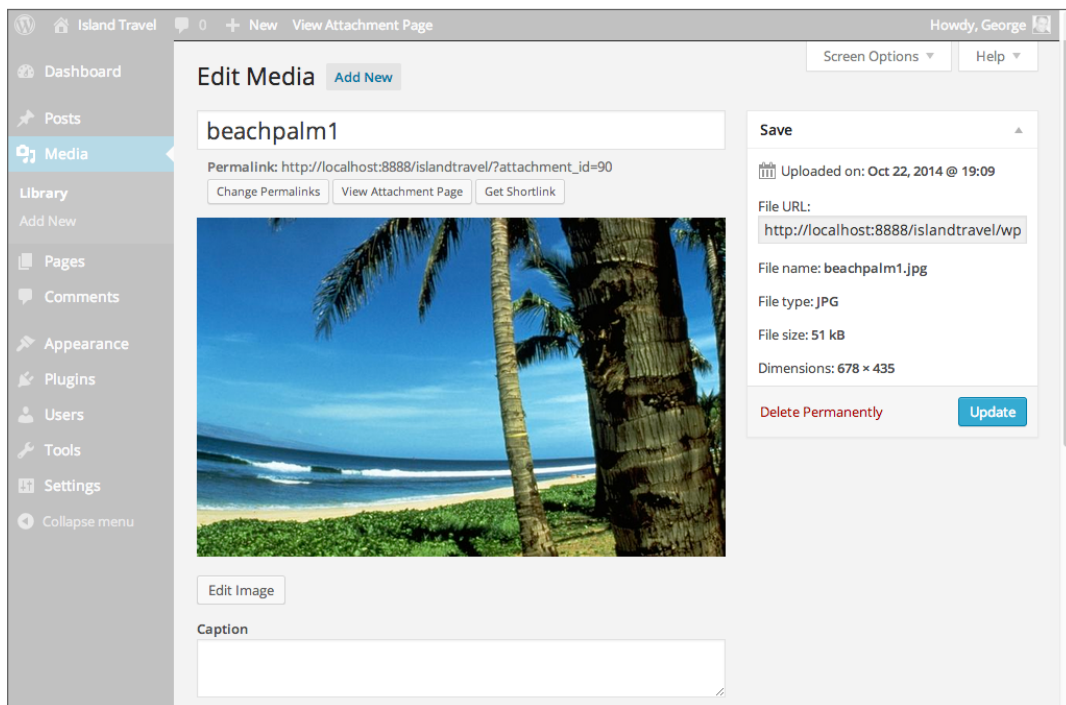 Island Travel 0 New View Attachment Page Howdy, George
Screen Options Help
Dashboard
Posts
Media
Library
Add New
Pages
Comments
Appearance
Plugins
Users
Tools
Settings
Collapse menu
Edit Media Add New
beachpalm1
Permalink: http://localhost:8888/islandtravel/?attachment_id=90
Change Permalinks View Attachment Page Get Shortlink
Edit Image
Caption
Save
Uploaded on: Oct 22, 2014 @ 19:09
File URL:
http://localhost:8888/islandtravel/wp
File name: beachpalm1.jpg
File type: JPG
File size: 51 kB
Dimensions: 678 × 435
Delete Permanently Update